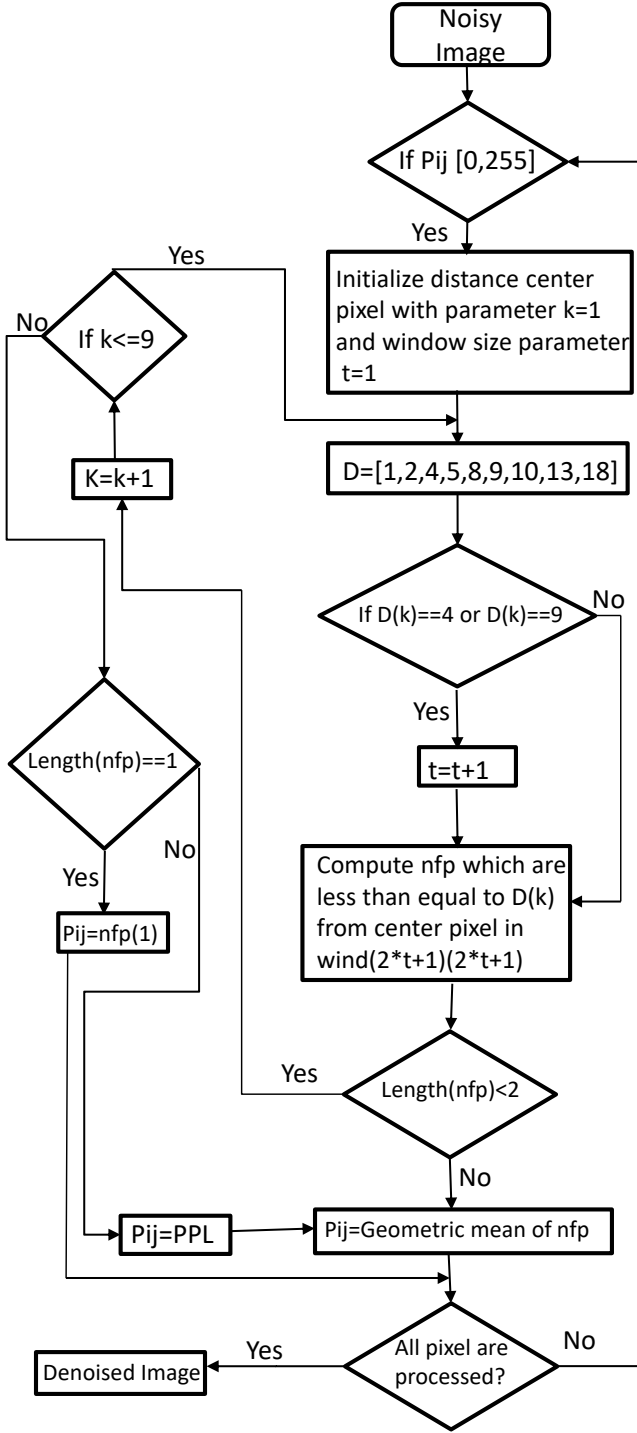 Noisy
Image
If Pij [0,255]
Yes
Initialize distance center
pixel with parameter k=1
and window size parameter
t=1
Yes
No
If k<=9
K=k+1
D=[1,2,4,5,8,9,10,13,18]
If D(k)==4 or D(k)==9
No
Yes
t=t+1
Length(nfp)==1
No
Yes
Pij=nfp(1)
Compute nfp which are
less than equal to D(k)
from center pixel in
wind(2*t+1)(2*t+1)
Yes
Length(nfp)<2
No
Pij=PPL
Pij=Geometric mean of nfp
All pixel are
processed?
No
Yes
Denoised Image